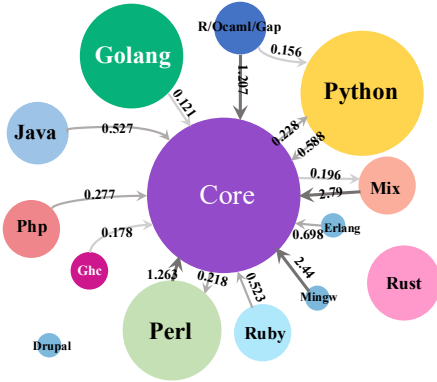 R/Ocaml/Gap
0.156
Golang
1.207
Python
0.121
0.228
0.588
Java
0.527
Core
0.196
2.79
Mix
0.277
Php
0.178
0.698
Erlang
Ghc
1.263
0.218
0.523
2.44
Mingw
Rust
Perl
Ruby
Drupal